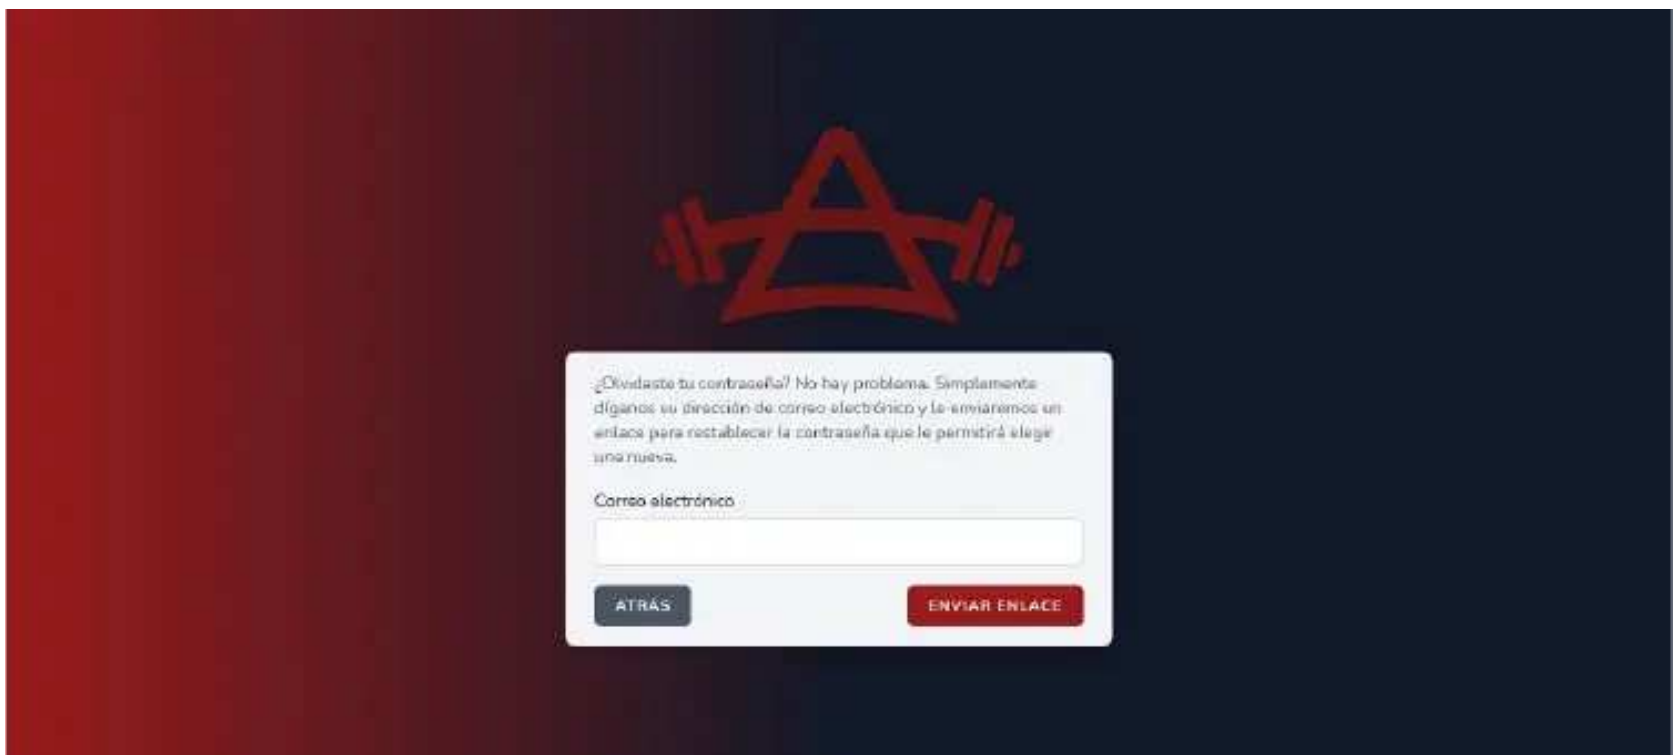 ¿Olvidaste tu contraseña? No hay problema. Simplemente
díganos su dirección de correo electrónico y le enviaremos un
enlace para restablecer la contraseña que le permitirá elegir
una nueva.
Correo electrónico
ATRÁS
ENVIAR ENLACE